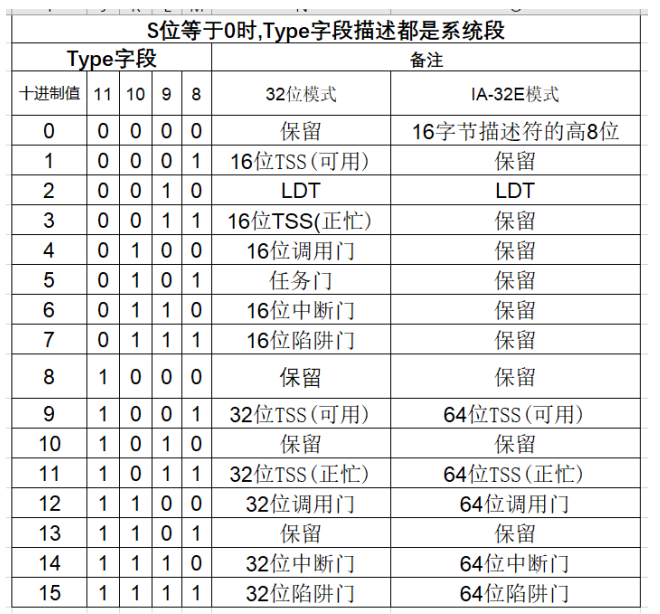 S位等于0时,Type字段描述都是系统段
Type字段 备注
十进制值 11 10 9 8 32位模式 IA-32E模式
0 0 0 0 0 保留 16字节描述符的高8位
1 0 0 0 1 16位TSS(可用) 保留
2 0 0 1 0 LDT LDT
3 0 0 1 1 16位TSS(正忙) 保留
4 0 1 0 0 16位调用门 保留
5 0 1 0 1 任务门 保留
6 0 1 1 0 16位中断门 保留
7 0 1 1 1 16位陷阱门 保留
8 1 0 0 0 保留 保留
9 1 0 0 1 32位TSS(可用) 64位TSS(可用)
10 1 0 1 0 保留 保留
11 1 0 1 1 32位TSS(正忙) 64位TSS(正忙)
12 1 1 0 0 32位调用门 64位调用门
13 1 1 0 1 保留 保留
14 1 1 1 0 32位中断门 64位中断门
15 1 1 1 1 32位陷阱门 64位陷阱门